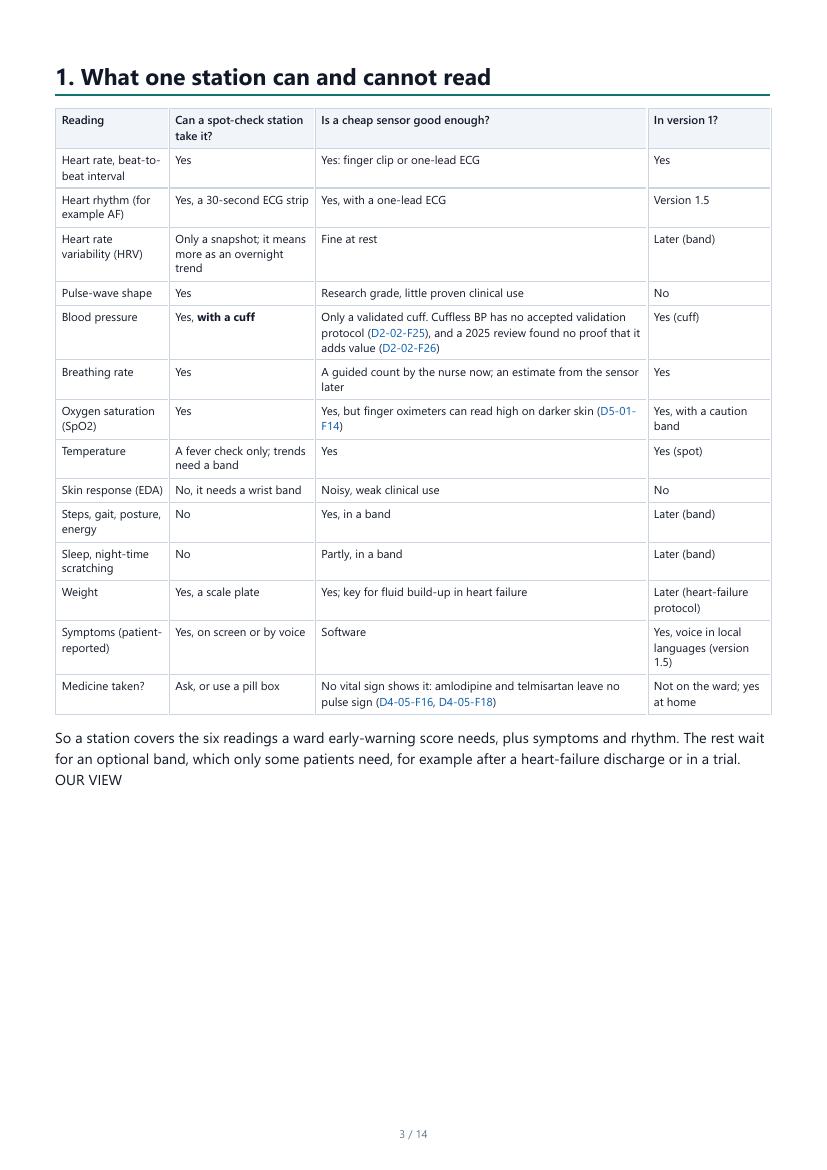 1. What one station can and cannot read
Reading
Can a spot-check station
take it?
Is a cheap sensor good enough?
In version 1?
Heart rate, beat-to-
beat interval
Yes
Yes: finger clip or one-lead ECG
Yes
Heart rhythm (for
example AF)
Yes, a 30-second ECG strip
Yes, with a one-lead ECG
Version 1.5
Heart rate
variability (HRV)
Only a snapshot; it means
more as an overnight
trend
Fine at rest
Later (band)
Pulse-wave shape
Yes
Research grade, little proven clinical use
No
Blood pressure
Yes, with a cuff
Only a validated cuff. Cuffless BP has no accepted validation
protocol (D2-02-F25), and a 2025 review found no proof that it
adds value (D2-02-F26)
Yes (cuff)
Breathing rate
Yes
A guided count by the nurse now; an estimate from the sensor
later
Yes
Oxygen saturation
(SpO2)
Yes
Yes, but finger oximeters can read high on darker skin (D5-01-
F14)
Yes, with a caution
band
Temperature
A fever check only; trends
need a band
Yes
Yes (spot)
Skin response (EDA)
No, it needs a wrist band
Noisy, weak clinical use
No
Steps, gait, posture,
energy
No
Yes, in a band
Later (band)
Sleep, night-time
scratching
No
Partly, in a band
Later (band)
Weight
Yes, a scale plate
Yes; key for fluid build-up in heart failure
Later (heart-failure
protocol)
Symptoms (patient-
reported)
Yes, on screen or by voice
Software
Yes, voice in local
languages (version
1.5)
Medicine taken?
Ask, or use a pill box
No vital sign shows it: amlodipine and telmisartan leave no
pulse sign (D4-05-F16, D4-05-F18)
Not on the ward; yes
at home
So a station covers the six readings a ward early-warning score needs, plus symptoms and rhythm. The rest wait
for an optional band, which only some patients need, for example after a heart-failure discharge or in a trial.
OUR VIEW
3 / 14